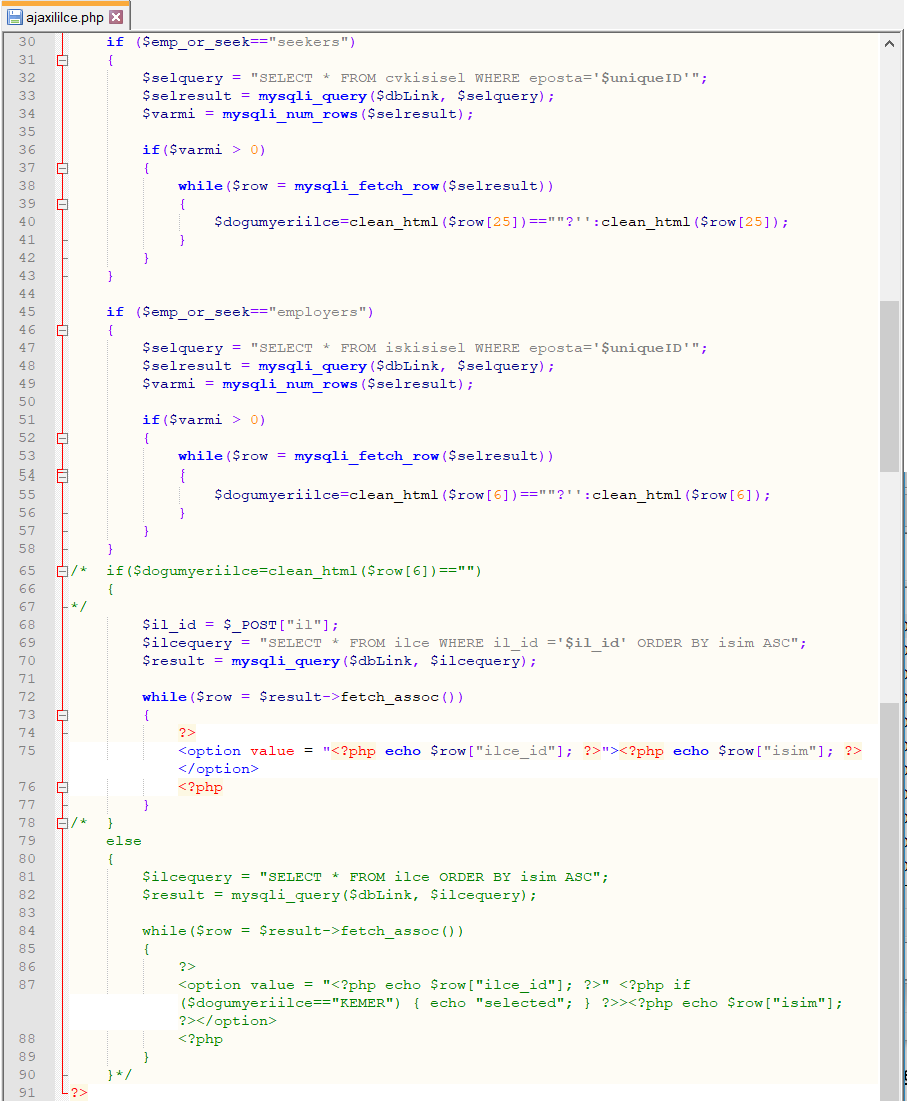 ajaxililce.php
30 if ($emp_or_seek=="seekers")
31 {
32 $selquery = "SELECT * FROM cvkisisel WHERE eposta='$uniqueID'";
33 $selresult = mysqli_query($dbLink, $selquery);
34 $varmi = mysqli_num_rows($selresult);
35
36 if($varmi > 0)
37 {
38 while($row = mysqli_fetch_row($selresult))
39 {
40 $dogumyeriilce=clean_html($row[25])==""?'':clean_html($row[25]);
41 }
42 }
43 }
44
45 if ($emp_or_seek=="employers")
46 {
47 $selquery = "SELECT * FROM iskisisel WHERE eposta='$uniqueID'";
48 $selresult = mysqli_query($dbLink, $selquery);
49 $varmi = mysqli_num_rows($selresult);
50
51 if($varmi > 0)
52 {
53 while($row = mysqli_fetch_row($selresult))
54 {
55 $dogumyeriilce=clean_html($row[6])==""?'':clean_html($row[6]);
56 }
57 }
58 }
65 /* if($dogumyeriilce=clean_html($row[6])=="")
66 {
67 */
68 $il_id = $_POST["il"];
69 $ilcequery = "SELECT * FROM ilce WHERE il_id ='$il_id' ORDER BY isim ASC";
70 $result = mysqli_query($dbLink, $ilcequery);
71
72 while($row = $result->fetch_assoc())
73 {
74 ?>
75 <option value = "<?php echo $row["ilce_id"]; ?>"><?php echo $row["isim"]; ?>
</option>
76 <?php
77 }
78 /* }
79 else
80 {
81 $ilcequery = "SELECT * FROM ilce ORDER BY isim ASC";
82 $result = mysqli_query($dbLink, $ilcequery);
83
84 while($row = $result->fetch_assoc())
85 {
86 ?>
87 <option value = "<?php echo $row["ilce_id"]; ?>" <?php if
($dogumyeriilce=="KEMER") { echo "selected"; } ?>><?php echo $row["isim"];
?></option>
88 <?php
89 }
90 }*/
91 ?>